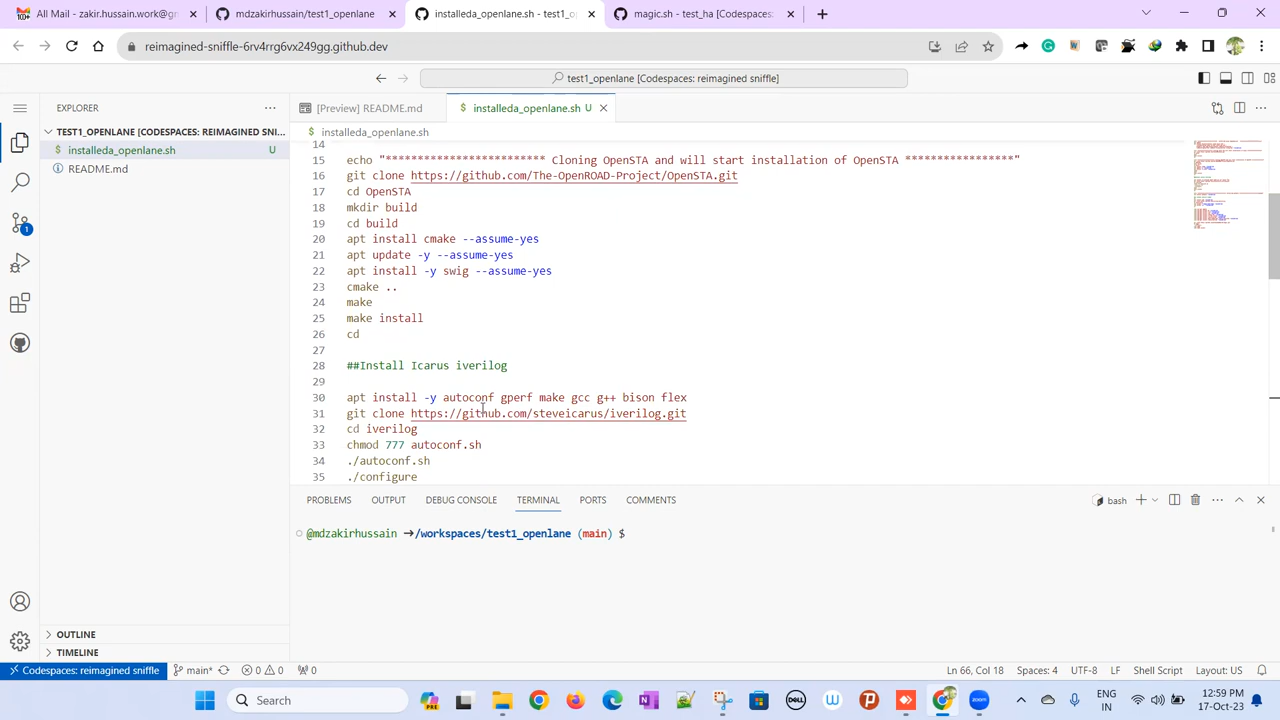 All Mail - zakir.hussain.work@gm
mdzakirhussain/test1_openlane
installeda_openlane.sh - test1_op
magic.sh - test_ha [Codespaces:
reimagined-sniffle-6rv4rrg6vx249gg.github.dev
test1_openlane [Codespaces: reimagined sniffle]
EXPLORER
[Preview] README.md
installeda_openlane.sh U
TEST1_OPENLANE [CODESPACES: REIMAGINED SNI...
installeda_openlane.sh
installeda_openlane.sh U
README.md
14
15 echo "************************* Cloning OpenSTA and will start installation of OpenSTA *****************"
16 git clone https://github.com/The-OpenROAD-Project/OpenSTA.git
17 cd OpenSTA
18 mkdir build
19 cd build
20 apt install cmake --assume-yes
21 apt update -y --assume-yes
22 apt install -y swig --assume-yes
23 cmake ..
24 make
25 make install
26 cd
27
28 ##Install Icarus iverilog
29
30 apt install -y autoconf gperf make gcc g++ bison flex
31 git clone https://github.com/steveicarus/iverilog.git
32 cd iverilog
33 chmod 777 autoconf.sh
34 ./autoconf.sh
35 ./configure
PROBLEMS OUTPUT DEBUG CONSOLE TERMINAL PORTS COMMENTS
bash
@mdzakirhussain ➜/workspaces/test1_openlane (main) $
OUTLINE
TIMELINE
Codespaces: reimagined sniffle main* 0 0 0
Ln 66, Col 18 Spaces: 4 UTF-8 LF Shell Script Layout: US
Search
ENG
IN
12:59 PM
17-Oct-23